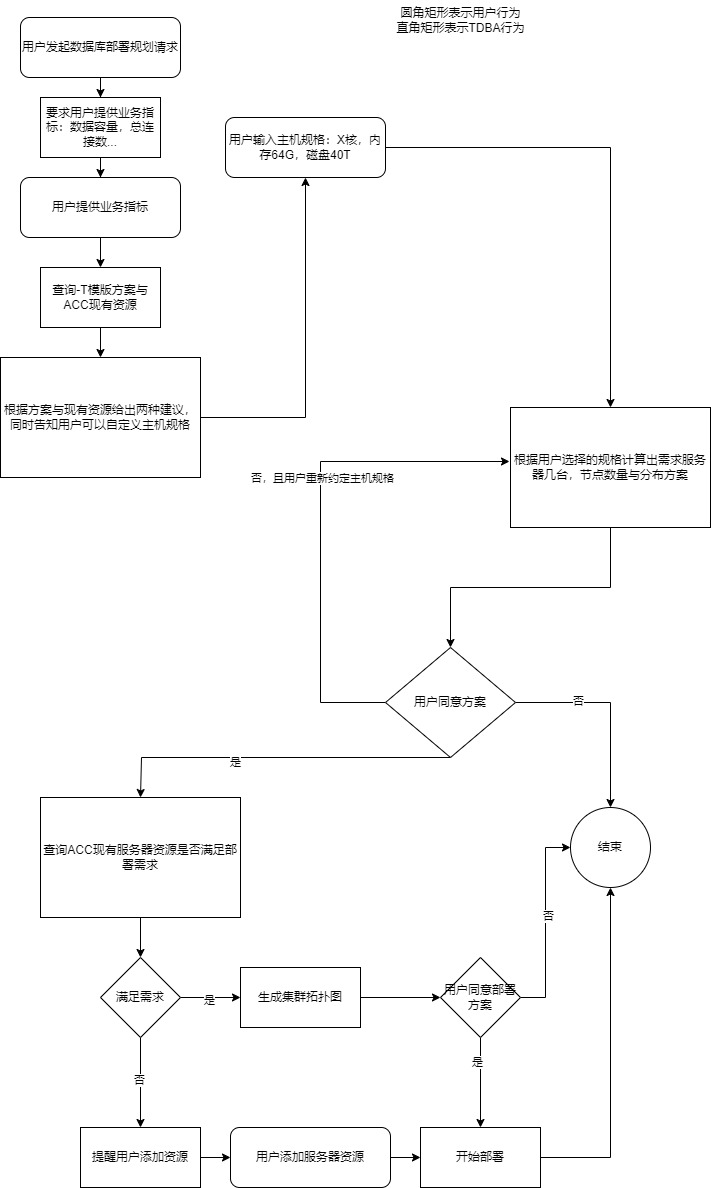 圆角矩形表示用户行为
直角矩形表示TDBA行为
用户发起数据库部署规划请求
要求用户提供业务指
标：数据容量，总连
接数...
用户提供业务指标
查询-T模版方案与
ACC现有资源
根据方案与现有资源给出两种建议，
同时告知用户可以自定义主机规格
用户输入主机规格：X核，内
存64G，磁盘40T
根据用户选择的规格计算出需求服务
器几台，节点数量与分布方案
否，且用户重新约定主机规格
用户同意方案
否
是
查询ACC现有服务器资源是否满足部
署需求
结束
满足需求
是
生成集群拓扑图
用户同意部署
方案
否
否
是
提醒用户添加资源
用户添加服务器资源
开始部署